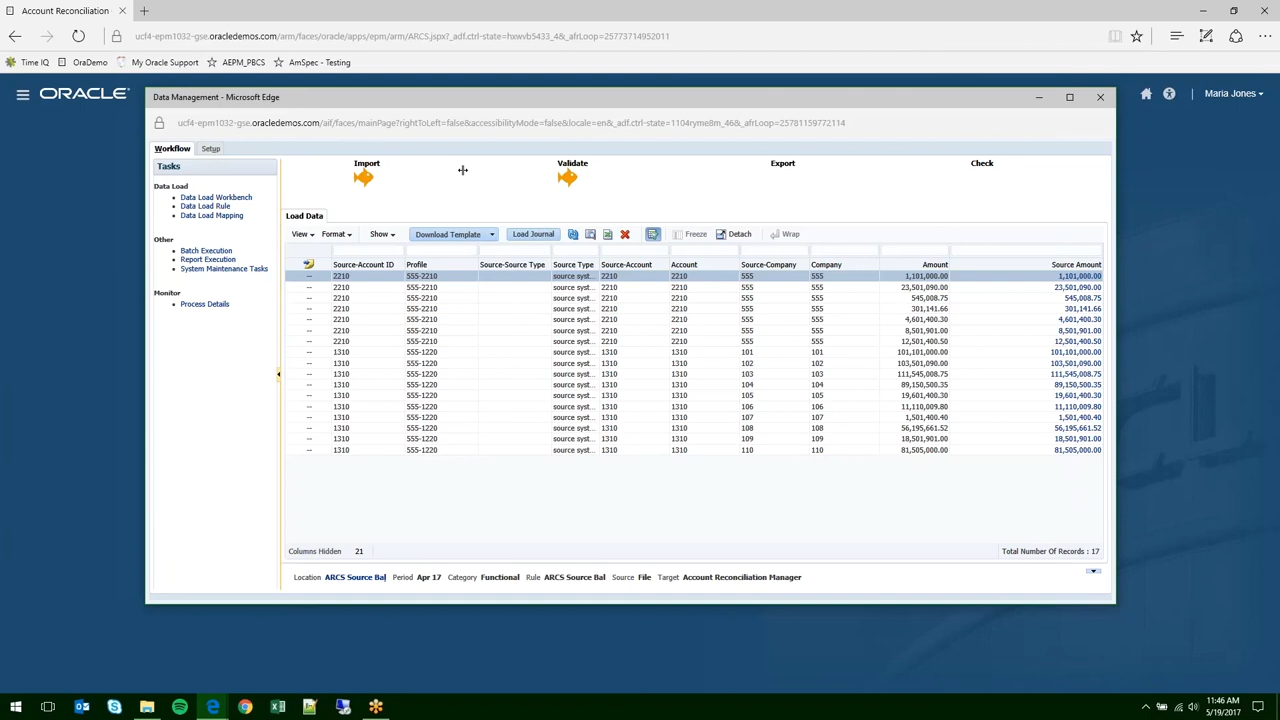 Account Reconciliation
ucf4-epm1032-gse.oracledemos.com/arm/faces/oracle/apps/epm/arm/ARCS.jspx?_adf.ctrl-state=hxwvb5433_4&_afrLoop=25773714952011
Time IQ OraDemo My Oracle Support AEPM_PBCS AmSpec - Testing
ORACLE Maria Jones
Data Management - Microsoft Edge
ucf4-epm1032-gse.oracledemos.com/aif/faces/mainPage?rightToLeft=false&accessibilityMode=false&locale=en&_adf.ctrl-state=1104ryme8m_46&_afrLoop=25781159772114
Workflow Setup
Tasks
Data Load
Data Load Workbench
Data Load Rule
Data Load Mapping
Other
Batch Execution
Report Execution
System Maintenance Tasks
Monitor
Process Details
Import Validate Export Check
Load Data
View Format Show Download Template Load Journal Freeze Detach Wrap
Source-Account ID Profile Source-Source Type Source Type Source-Account Account Source-Company Company Amount Source Amount
-- 2210 555-2210 source syst... 2210 2210 555 555 1,101,000.00 1,101,000.00
-- 2210 555-2210 source syst... 2210 2210 555 555 23,501,090.00 23,501,090.00
-- 2210 555-2210 source syst... 2210 2210 555 555 545,008.75 545,008.75
-- 2210 555-2210 source syst... 2210 2210 555 555 301,141.66 301,141.66
-- 2210 555-2210 source syst... 2210 2210 555 555 4,601,400.30 4,601,400.30
-- 2210 555-2210 source syst... 2210 2210 555 555 8,501,901.00 8,501,901.00
-- 2210 555-2210 source syst... 2210 2210 555 555 12,501,400.50 12,501,400.50
-- 1310 555-1220 source syst... 1310 1310 101 101 101,101,000.00 101,101,000.00
-- 1310 555-1220 source syst... 1310 1310 102 102 103,501,090.00 103,501,090.00
-- 1310 555-1220 source syst... 1310 1310 103 103 111,545,008.75 111,545,008.75
-- 1310 555-1220 source syst... 1310 1310 104 104 89,150,500.35 89,150,500.35
-- 1310 555-1220 source syst... 1310 1310 105 105 19,601,400.30 19,601,400.30
-- 1310 555-1220 source syst... 1310 1310 106 106 11,110,009.80 11,110,009.80
-- 1310 555-1220 source syst... 1310 1310 107 107 1,501,461.40 1,501,461.40
-- 1310 555-1220 source syst... 1310 1310 108 108 56,195,661.52 56,195,661.52
-- 1310 555-1220 source syst... 1310 1310 109 109 18,501,901.00 18,501,901.00
-- 1310 555-1220 source syst... 1310 1310 110 110 81,505,000.00 81,505,000.00
Columns Hidden 21 Total Number Of Records : 17
Location ARCS Source Bal Period Apr 17 Category Functional Rule ARCS Source Bal Source File Target Account Reconciliation Manager
11:46 AM
5/19/2017